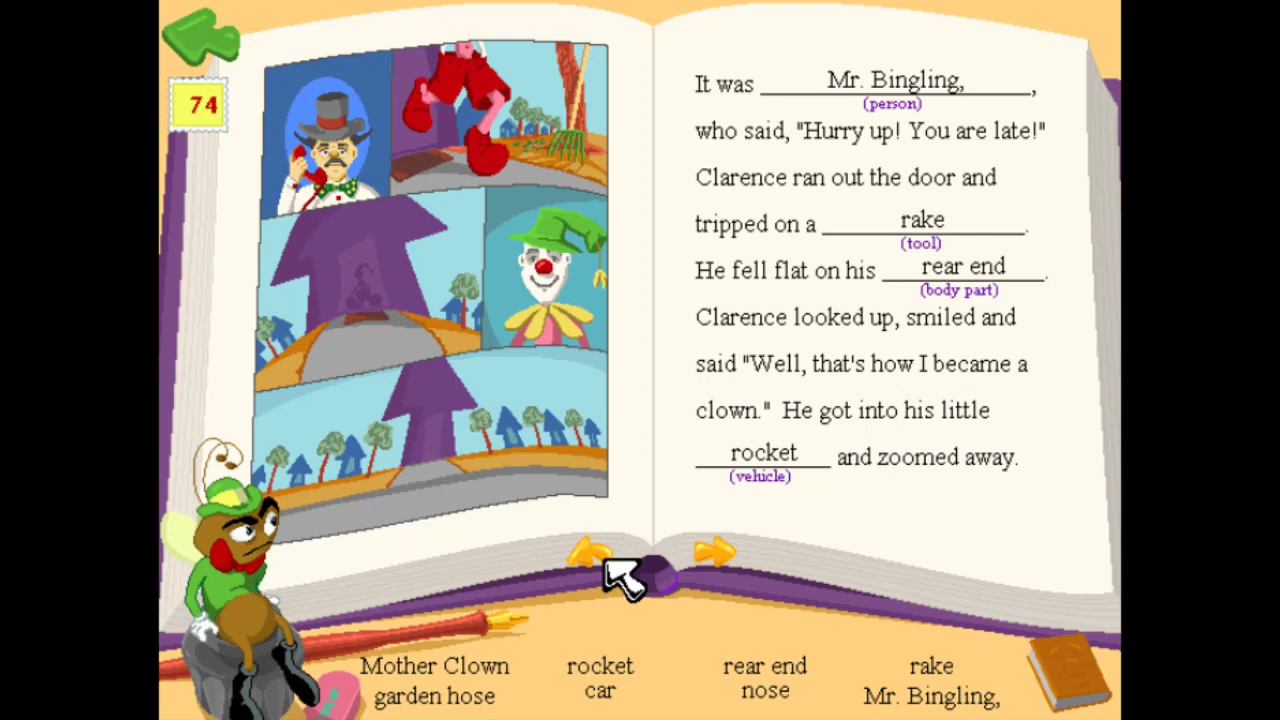 74
It was Mr. Bingling, ,
(person)
who said, "Hurry up! You are late!"
Clarence ran out the door and
tripped on a rake .
(tool)
He fell flat on his rear end .
(body part)
Clarence looked up, smiled and
said "Well, that's how I became a
clown." He got into his little
rocket and zoomed away.
(vehicle)
Mother Clown rocket rear end rake
garden hose car nose Mr. Bingling,